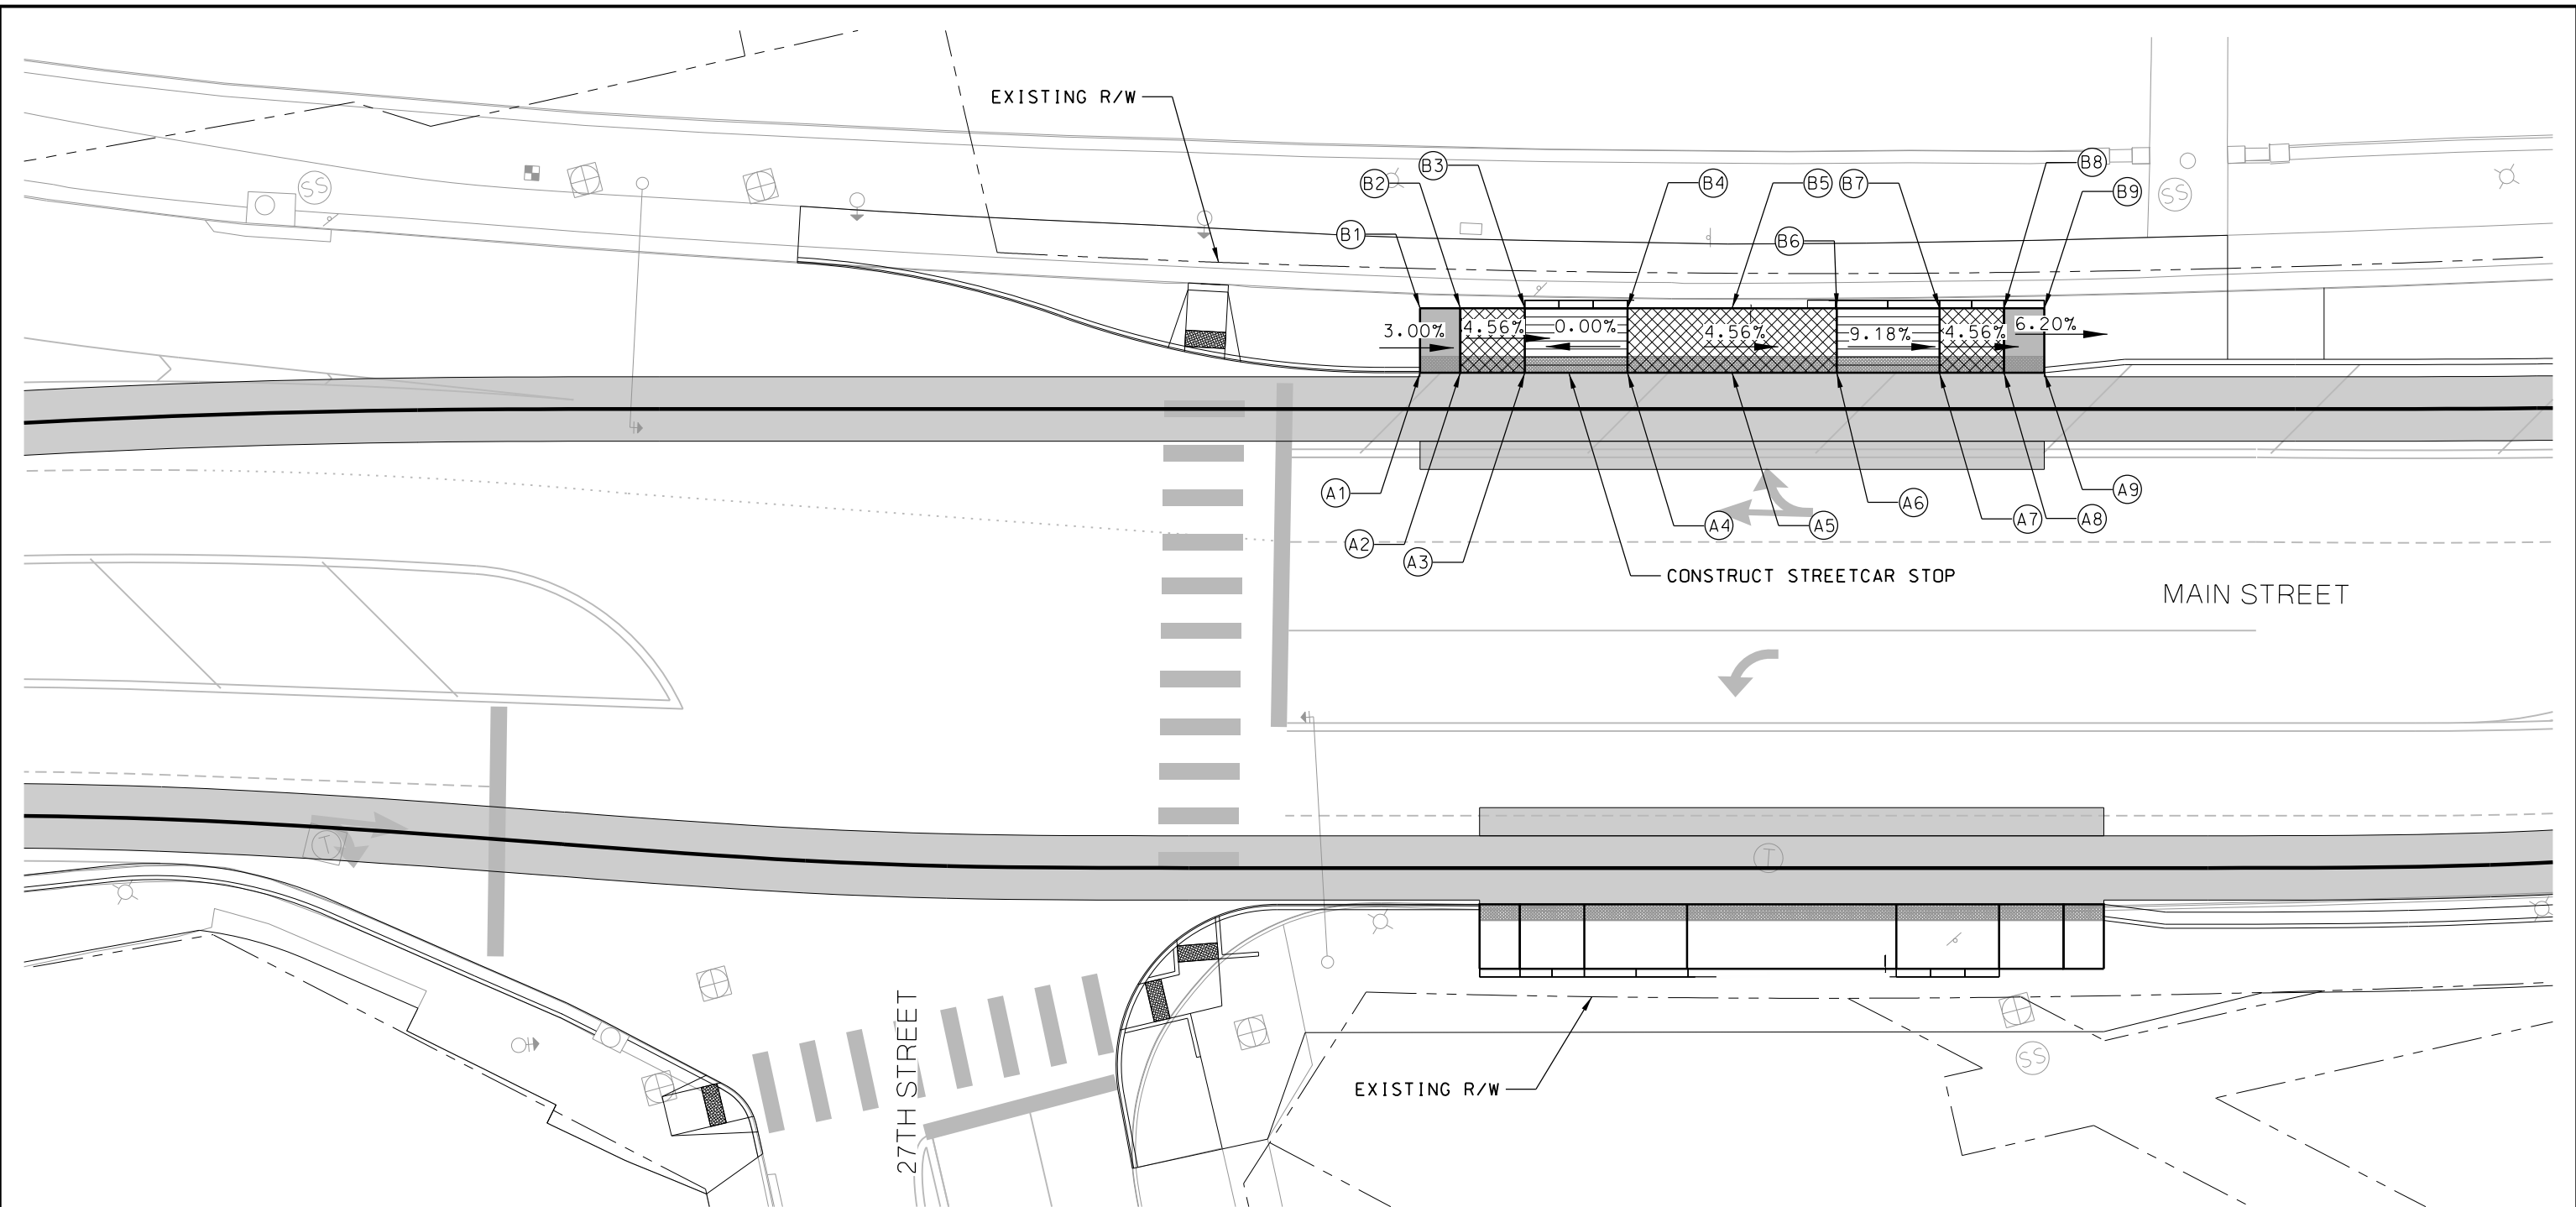 EXISTING R/W
B3
B8
B2
B4
B5
B7
B9
B1
B6
3.00%
4.56%
0.00%
4.56%
9.18%
4.56%
6.20%
SS
SS
A1
A2
A3
A4
A5
A6
A7
A8
A9
CONSTRUCT STREETCAR STOP
MAIN STREET
T
T
27TH STREET
EXISTING R/W
SS